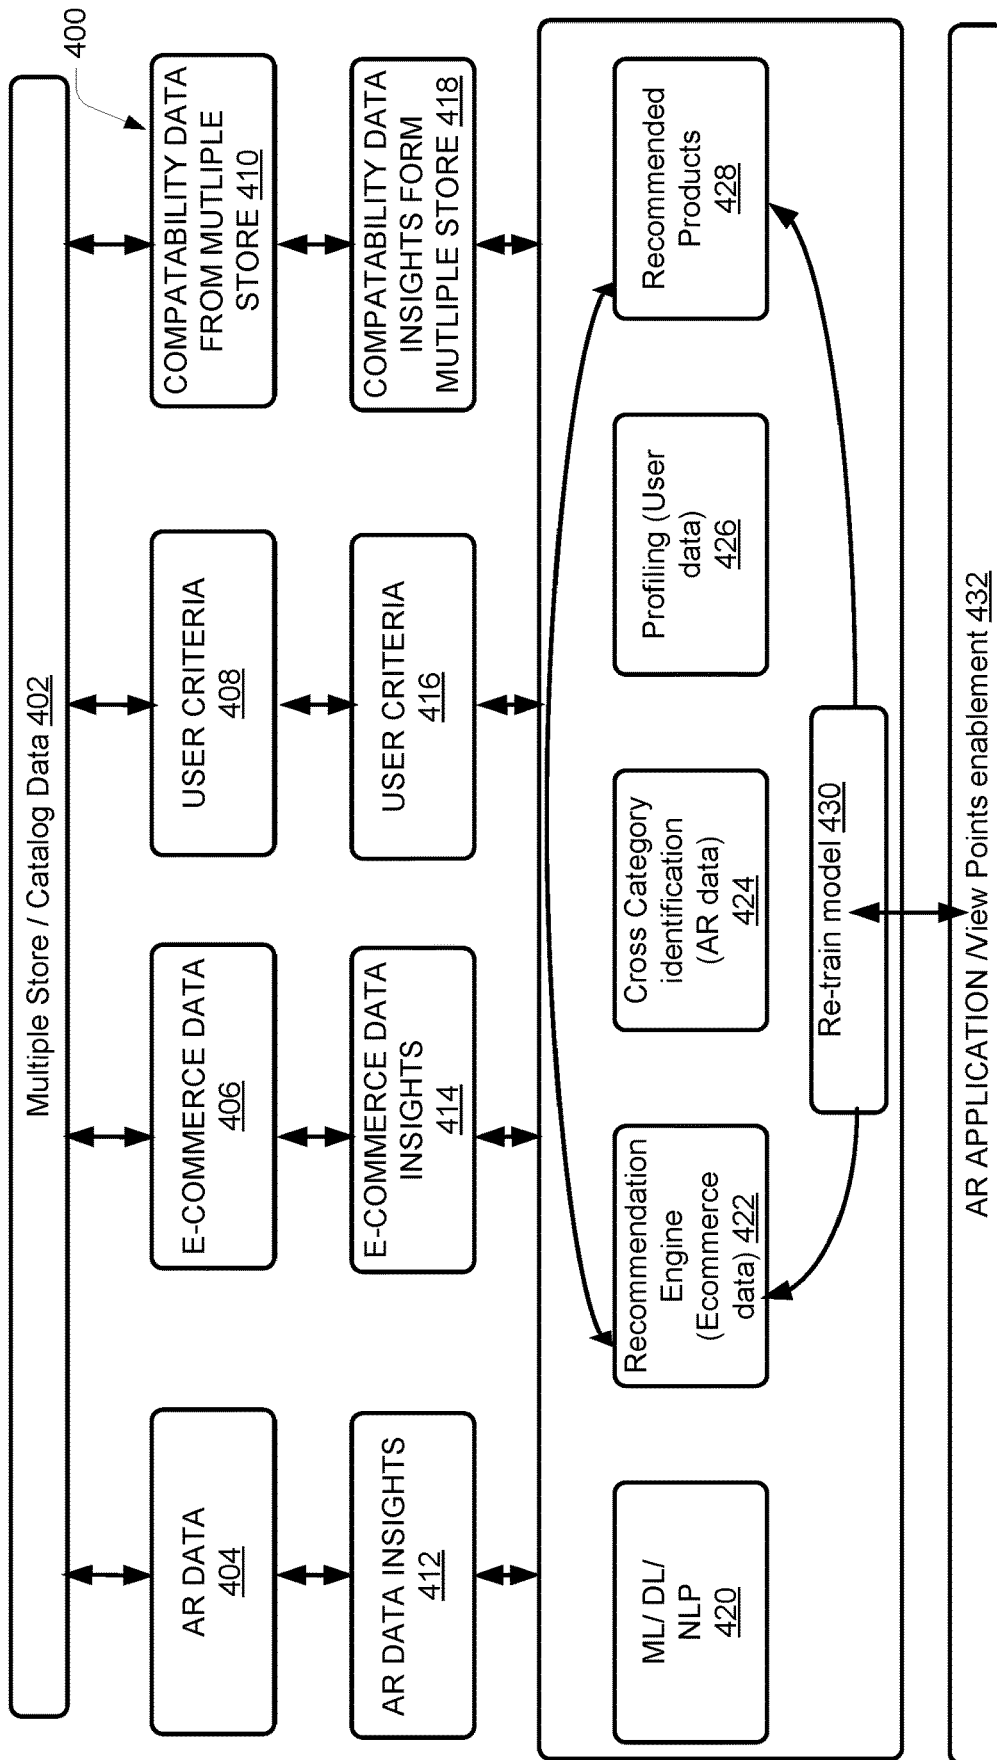 400
Multiple Store / Catalog Data 402
AR DATA
404
E-COMMERCE DATA
406
USER CRITERIA
408
COMPATABILITY DATA
FROM MUTLIPLE
STORE 410
AR DATA INSIGHTS
412
E-COMMERCE DATA
INSIGHTS
414
USER CRITERIA
416
COMPATABILITY DATA
INSIGHTS FORM
MUTLIPLE STORE 418
ML/ DL/
NLP
420
Recommendation
Engine
(Ecommerce
data) 422
Cross Category
identification
(AR data)
424
Profiling (User
data)
426
Recommended
Products
428
Re-train model 430
AR APPLICATION /View Points enablement 432